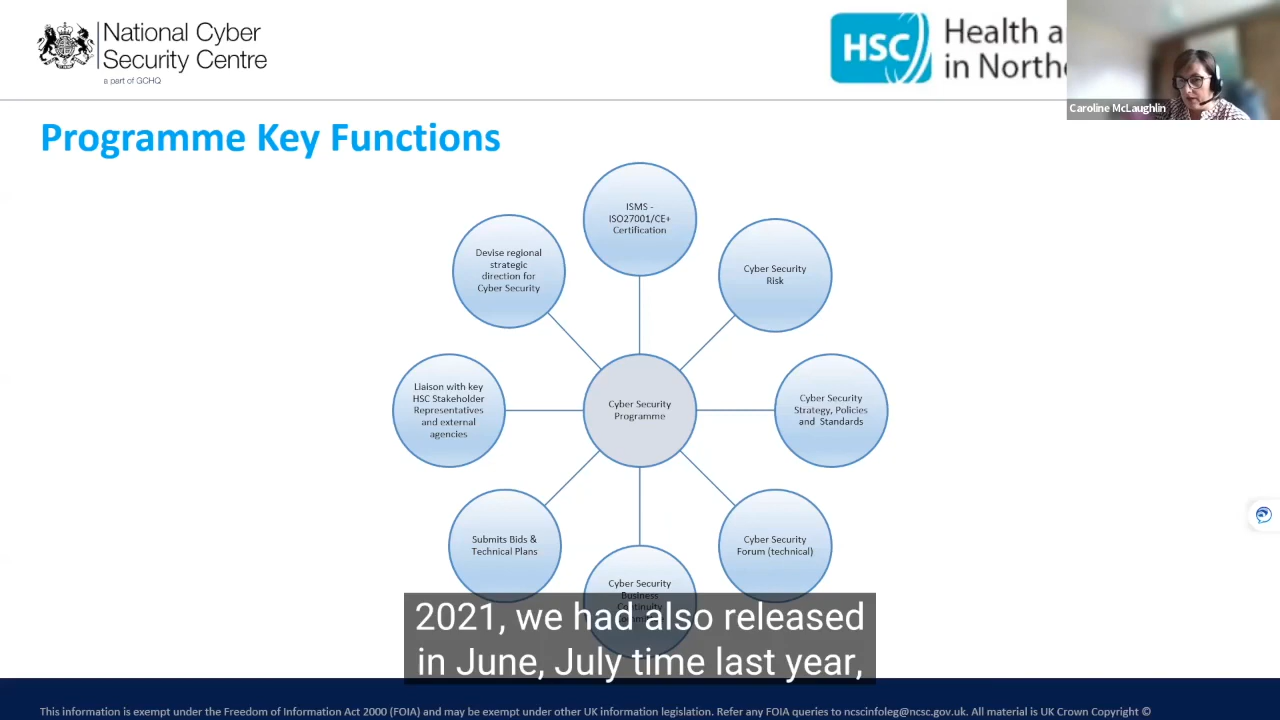 National Cyber
Security Centre
a part of GCHQ
HSC
Health a
in Northe
Caroline McLaughlin
Programme Key Functions
ISMS -
ISO27001/CE+
Certification
Devise regional
strategic
direction for
Cyber Security
Cyber Security
Risk
Liaison with key
HSC Stakeholder
Representatives
and external
agencies
Cyber Security
Programme
Cyber Security
Strategy, Policies
and Standards
Submits Bids &
Technical Plans
Cyber Security
Forum (technical)
Cyber Security
Business
Continuity
2021, we had also released
in June, July time last year,
This information is exempt under the Freedom of Information Act 2000 (FOIA) and may be exempt under other UK information legislation. Refer any FOIA queries to ncscinfoleg@ncsc.gov.uk. All material is UK Crown Copyright ©